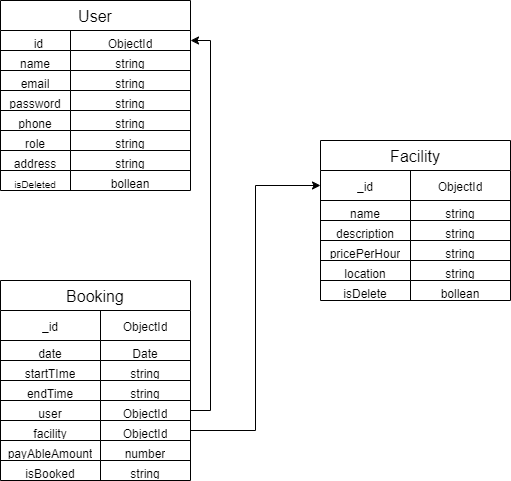 User
id ObjectId
name string
email string
password string
phone string
role string
address string
isDeleted bollean
Facility
_id ObjectId
name string
description string
pricePerHour string
location string
isDelete bollean
Booking
_id ObjectId
date Date
startTIme string
endTime string
user ObjectId
facility ObjectId
payAbleAmount number
isBooked string